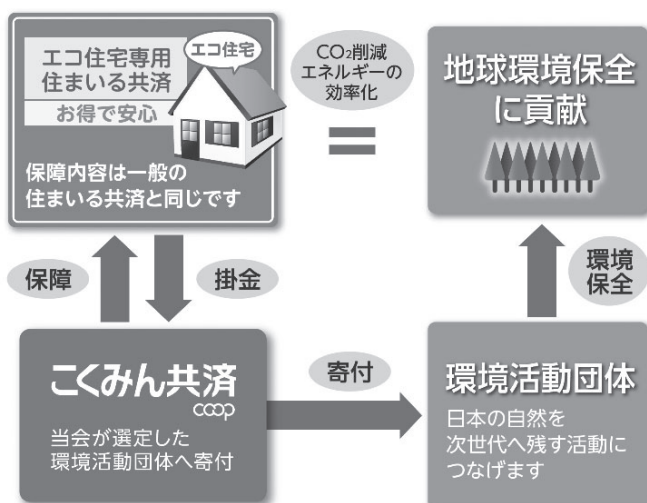 エコ住宅専用
住まいる共済
お得で安心
エコ住宅
保障内容は一般の
住まいる共済と同じです
CO₂削減
エネルギーの
効率化
地球環境保全
に貢献
保障
掛金
環境
保全
こくみん共済
coop
当会が選定した
環境活動団体へ寄付
寄付
環境活動団体
日本の自然を
次世代へ残す活動に
つなげます